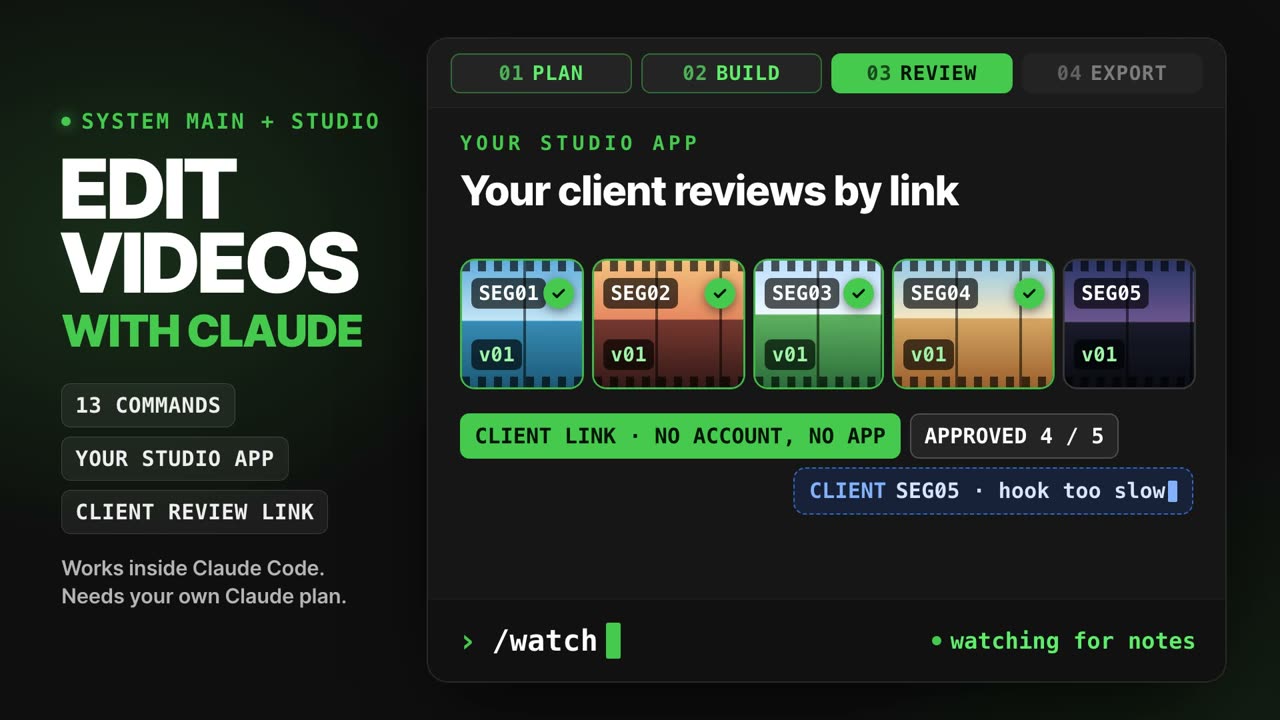 SYSTEM MAIN + STUDIO
EDIT
VIDEOS
WITH CLAUDE
13 COMMANDS
YOUR STUDIO APP
CLIENT REVIEW LINK
Works inside Claude Code.
Needs your own Claude plan.
01 PLAN
02 BUILD
03 REVIEW
04 EXPORT
YOUR STUDIO APP
Your client reviews by link
SEG01
SEG02
SEG03
SEG04
SEG05
v01
v01
v01
v01
v01
CLIENT LINK · NO ACCOUNT, NO APP
APPROVED 4 / 5
CLIENT SEG05 · hook too slow
› /watch
watching for notes